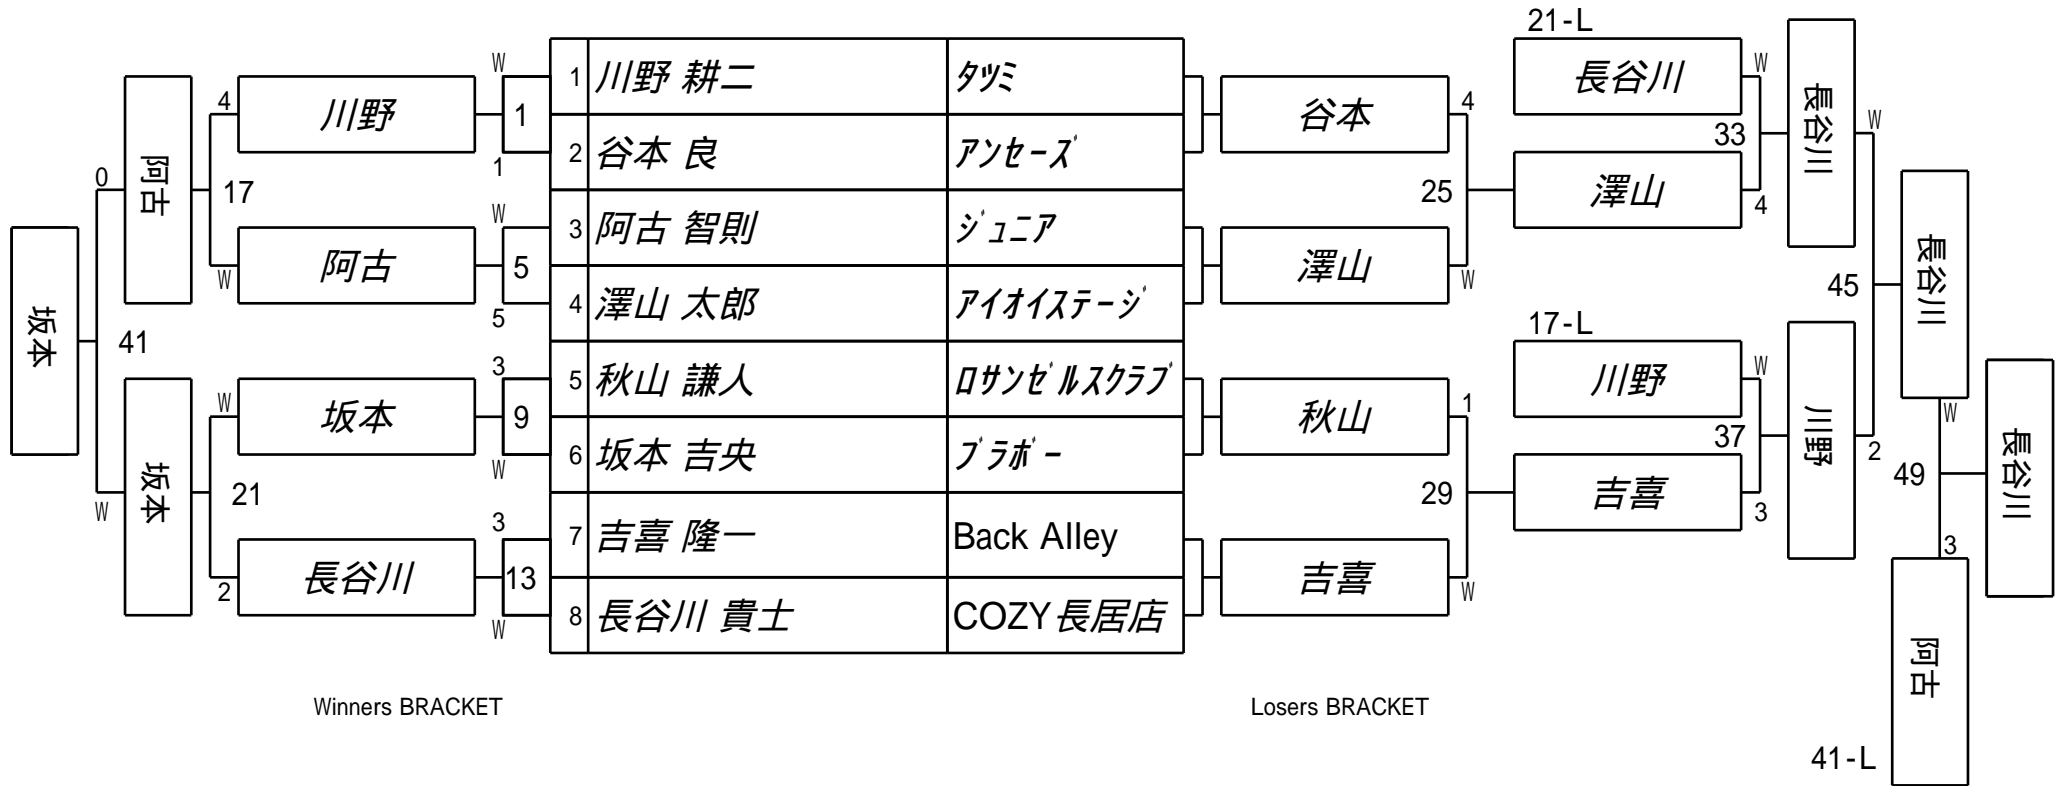 21-L
W
1 川野 耕二 タツミ
長谷川
W
4
川野
1
谷本
4
長谷川
W
33
2 谷本 良 アンセーズ
1
0
阿古
17
25
澤山
4
W
3 阿古 智則 ジュニア
W
阿古
5
澤山
W
長谷川
45
4 澤山 太郎 アイオイステージ
5
坂本
41
17-L
3
5 秋山 謙人 ロサンゼルスクラブ
川野
W
W
坂本
9
秋山
1
W
37
川野
2
6 坂本 吉央 ブラボー
W
W
坂本
21
29
吉喜
3
49
長谷川
3
7 吉喜 隆一 Back Alley
3
2
長谷川
13
吉喜
W
8 長谷川 貴士 COZY長居店
W
阿古
Winners BRACKET
Losers BRACKET
41-L